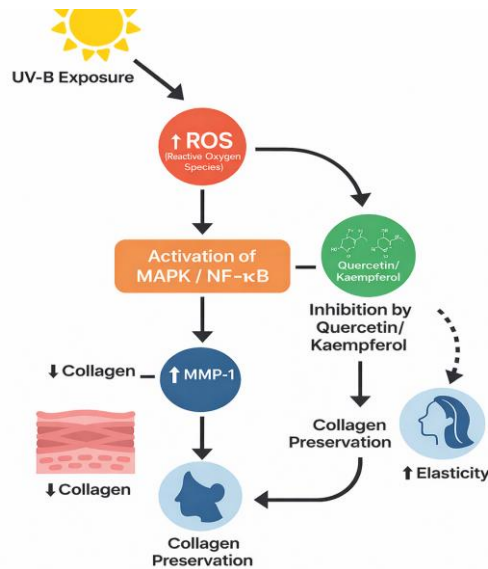 UV-B Exposure
↑ ROS
(Reactive Oxygen
Species)
Activation of
MAPK / NF-κB
Quercetin/
Kaempferol
Inhibition by
Quercetin/
Kaempferol
↓ Collagen
↑ MMP-1
Collagen
Preservation
↑ Elasticity
↓ Collagen
Collagen
Preservation